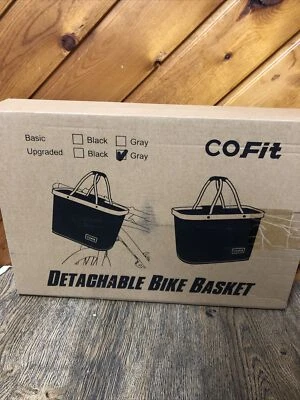 Basic Black Gray
Upgraded Black Gray
COFit
DETACHABLE BIKE BASKET